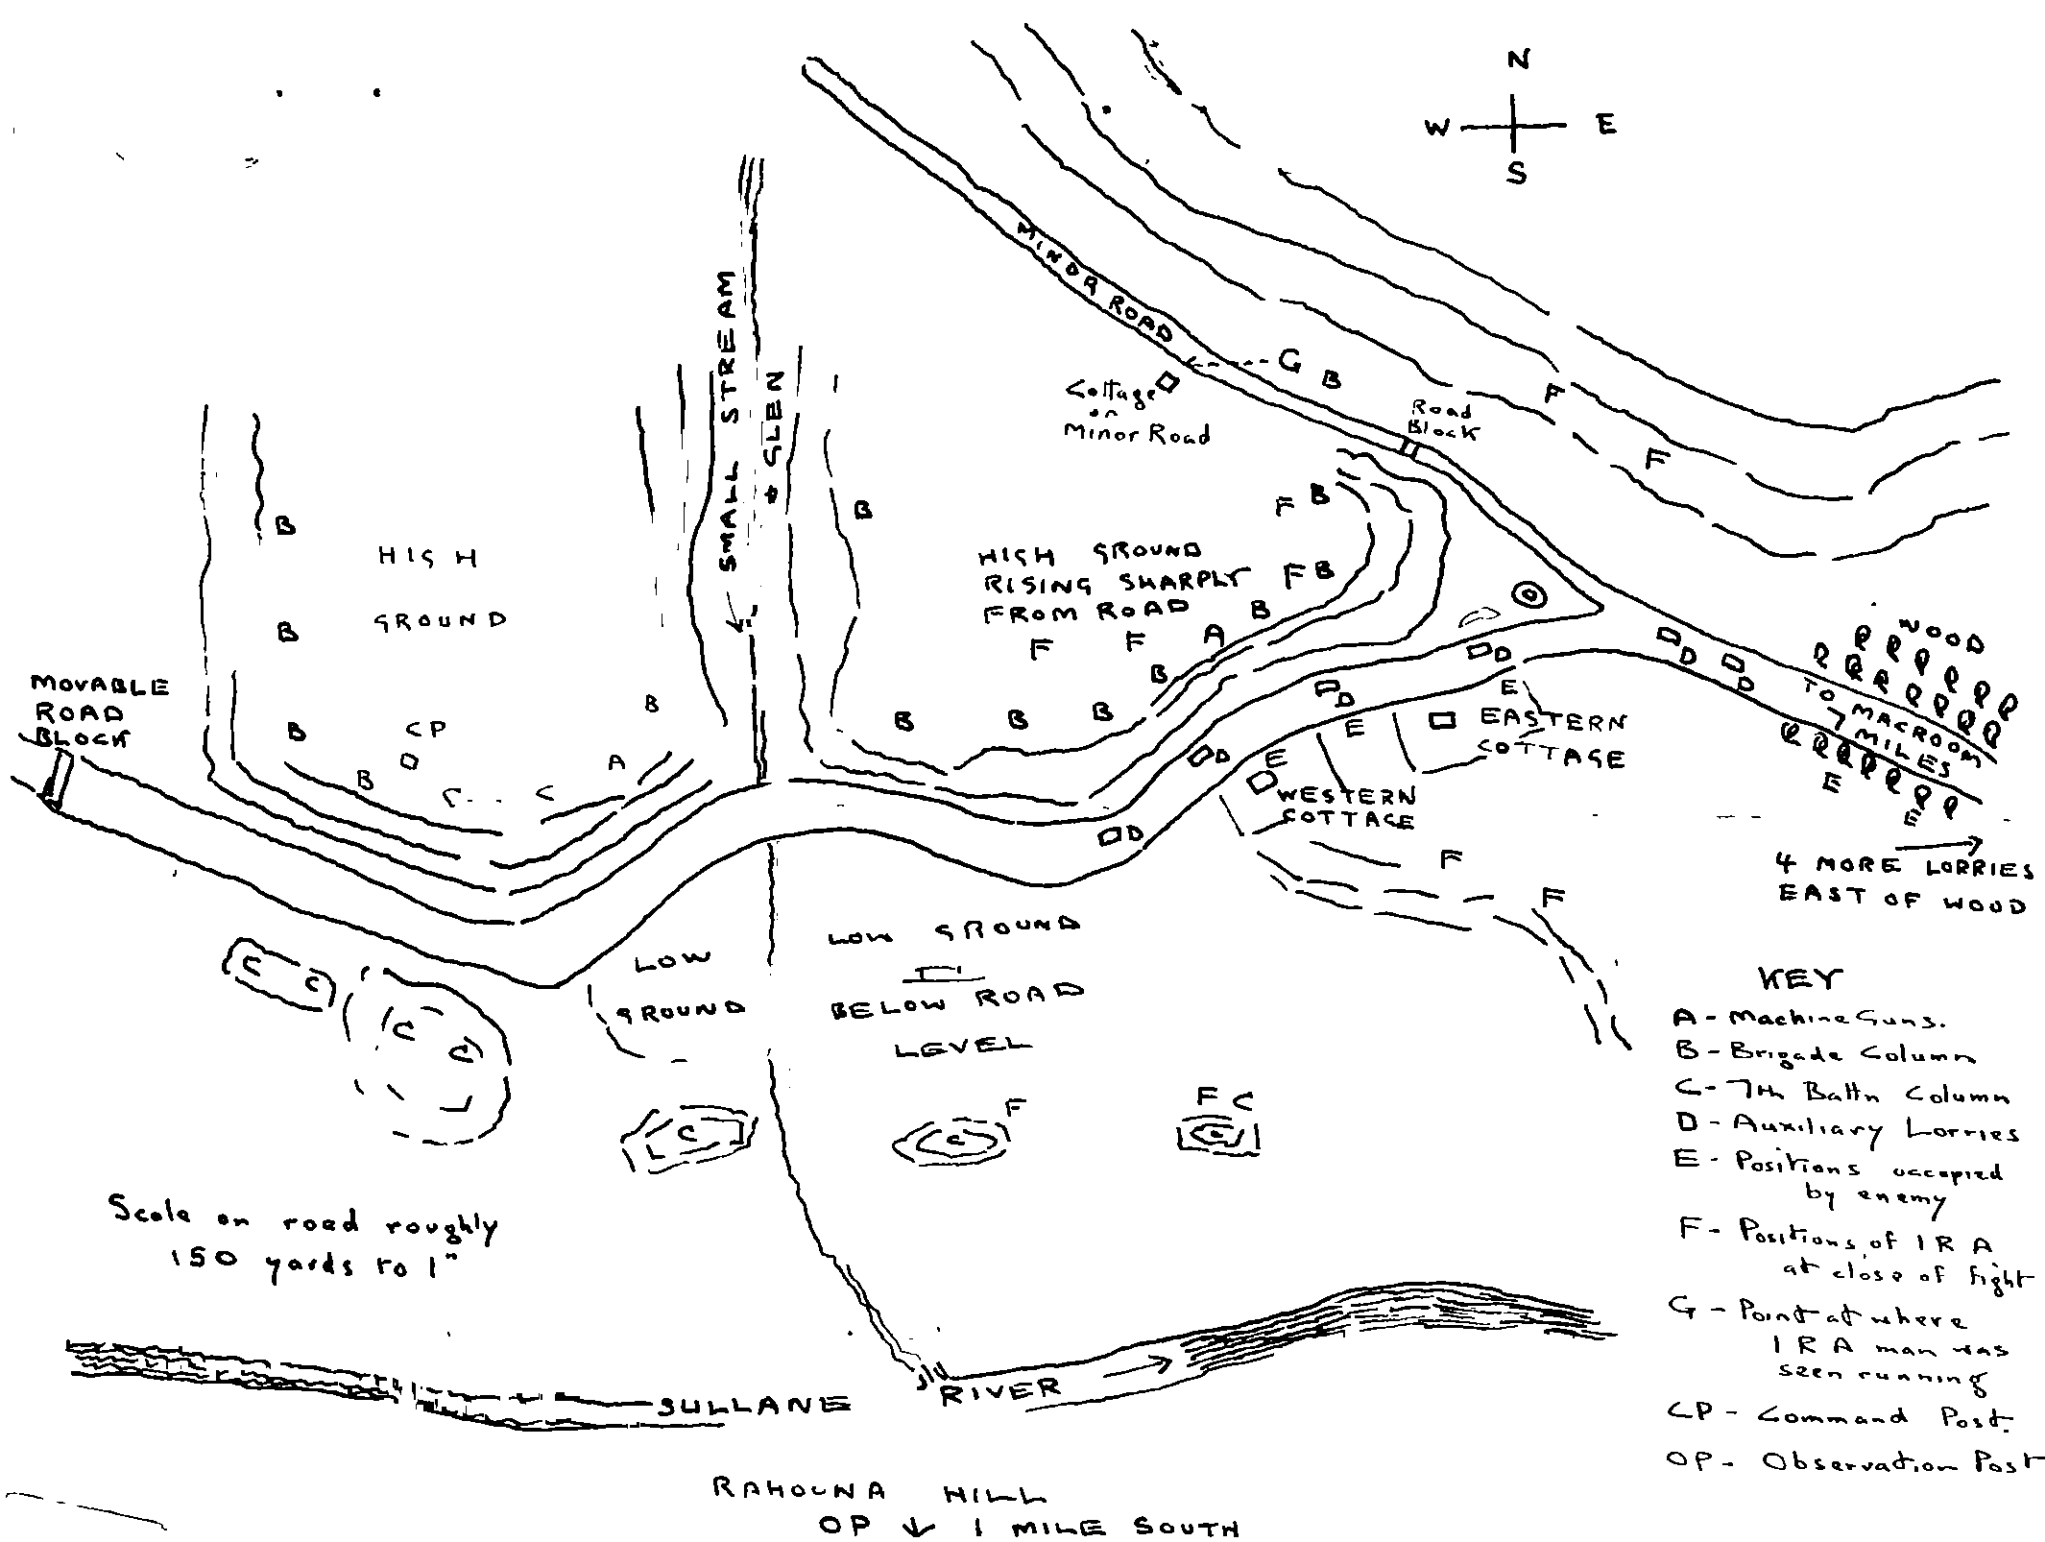 N
W E
S
MINOR ROAD
SMALL STREAM
& GLEN
G B
Cottage
on
Minor Road
Road
Block
F
F
B
B
F B
HIGH
GROUND
HIGH GROUND
RISING SHARPLY
FROM ROAD
F B
B
B
F F A
B
WOOD
MOVABLE
ROAD
BLOCK
B
CP
B
B B B
A
B
C
D
D
D
D
D
D
TO MACROOM
7 MILES
E
E
E
E
E
EASTERN
COTTAGE
WESTERN
COTTAGE
4 MORE LORRIES
EAST OF WOOD
F
F
C C
C C
LOW
GROUND
LOW GROUND
BELOW ROAD
LEVEL
C
F
C
F C
C
Scale on road roughly
150 yards to 1"
SULLANE RIVER
RAHOUNA HILL
OP ↓ 1 MILE SOUTH
KEY
A - Machine Guns.
B - Brigade Column
C - 7th Battn Column
D - Auxiliary Lorries
E - Positions occupied
by enemy
F - Positions of IRA
at close of fight
G - Point at where
IRA man was
seen running
CP - Command Post.
OP - Observation Post